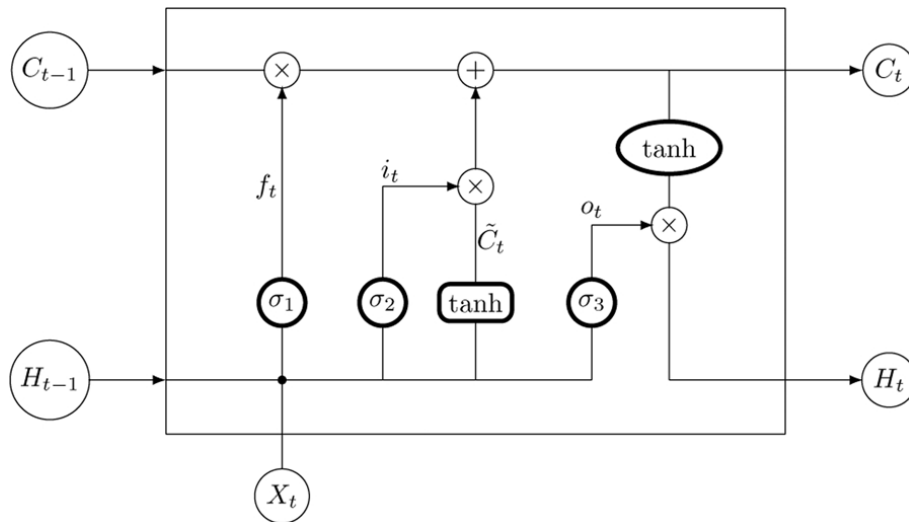 C_{t-1} × + C_t
tanh
i_t ×
f_t
o_t ×
C̃_t
σ_1 σ_2 tanh σ_3
H_{t-1} H_t
X_t